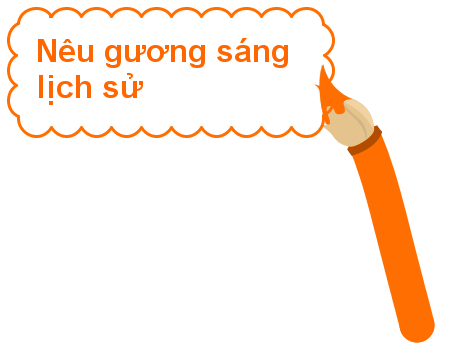 Nêu gương sáng
lịch sử